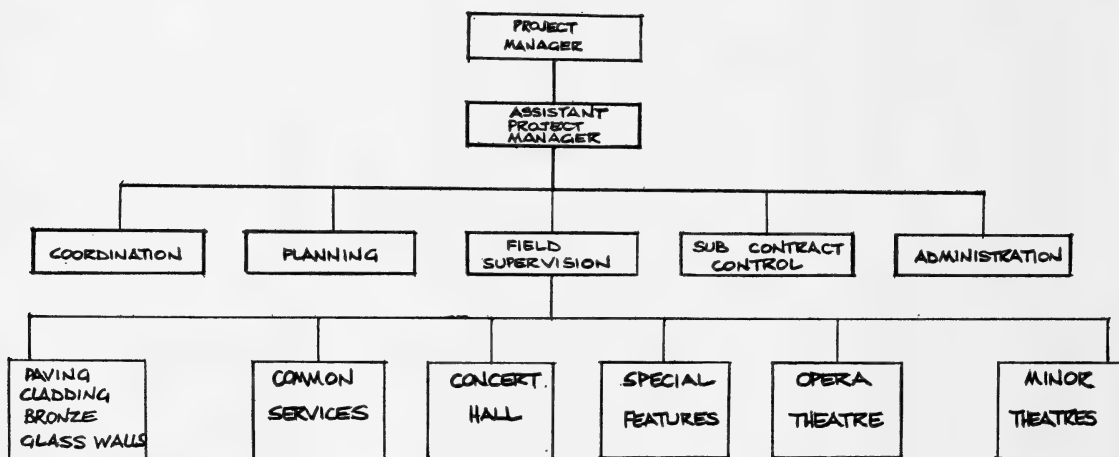 PROJECT
MANAGER
ASSISTANT
PROJECT
MANAGER
COORDINATION
PLANNING
FIELD
SUPERVISION
SUB CONTRACT
CONTROL
ADMINISTRATION
PAVING
CLADDING
BRONZE
GLASS WALLS
COMMON
SERVICES
CONCERT
HALL
SPECIAL
FEATURES
OPERA
THEATRE
MINOR
THEATRES